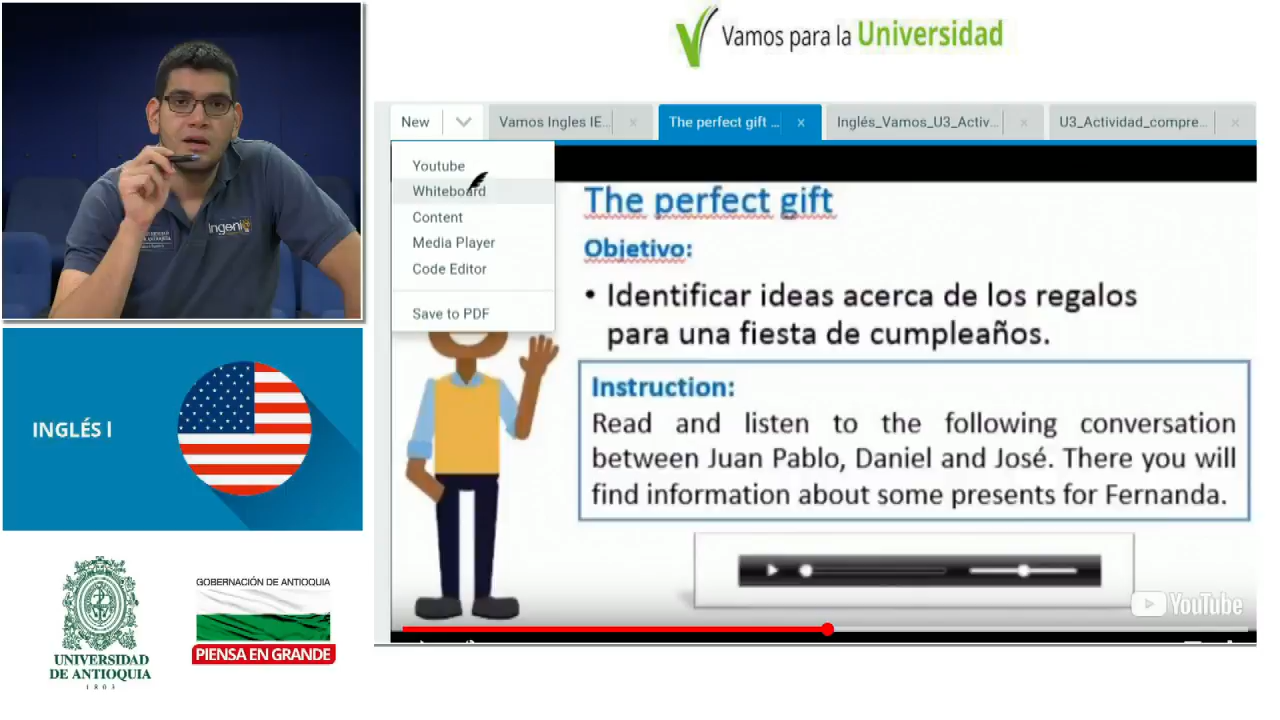 Vamos para la Universidad
New
Vamos Ingles IE...
The perfect gift ...
Inglés_Vamos_U3_Activ...
U3_Actividad_compre...
Youtube
Whiteboard
Content
Media Player
Code Editor
Save to PDF
The perfect gift
Objetivo:
• Identificar ideas acerca de los regalos
para una fiesta de cumpleaños.
Instruction:
Read and listen to the following conversation
between Juan Pablo, Daniel and José. There you will
find information about some presents for Fernanda.
YouTube
Ingeni@
INGLÉS I
UNIVERSIDAD
DE ANTIOQUIA
1803
GOBERNACIÓN DE ANTIOQUIA
PIENSA EN GRANDE